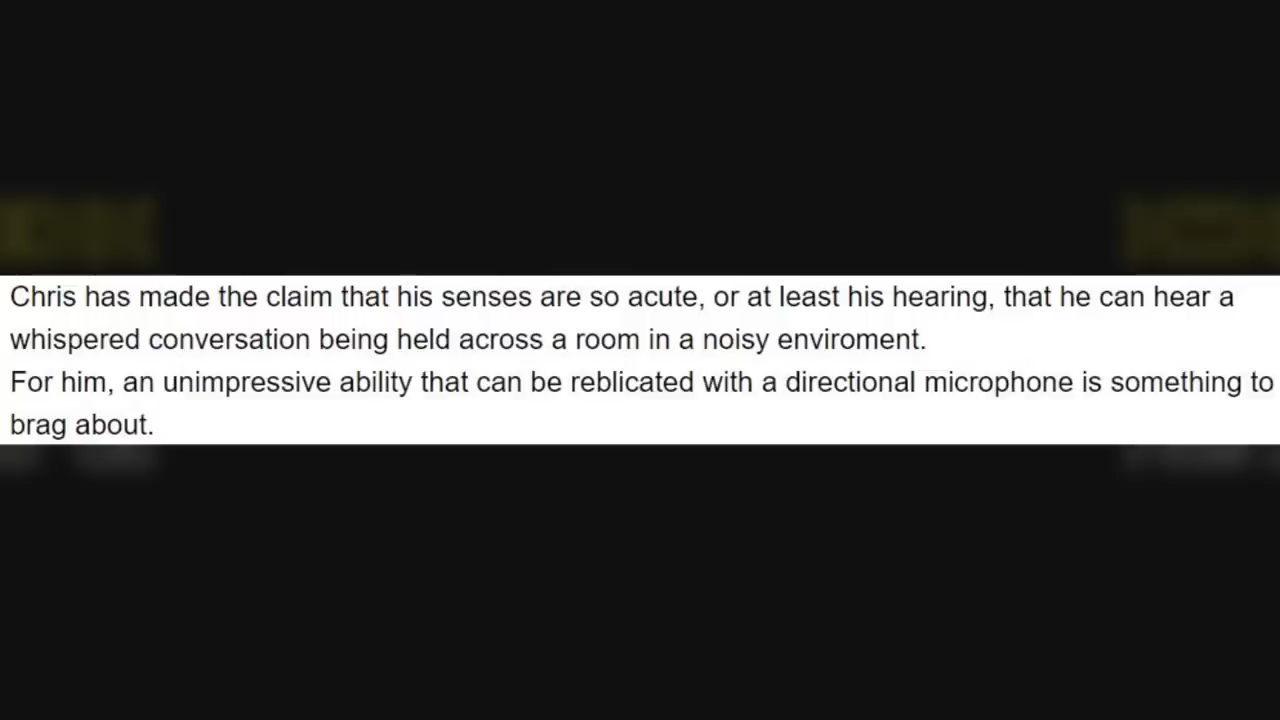 Chris has made the claim that his senses are so acute, or at least his hearing, that he can hear a
whispered conversation being held across a room in a noisy enviroment.
For him, an unimpressive ability that can be reblicated with a directional microphone is something to
brag about.